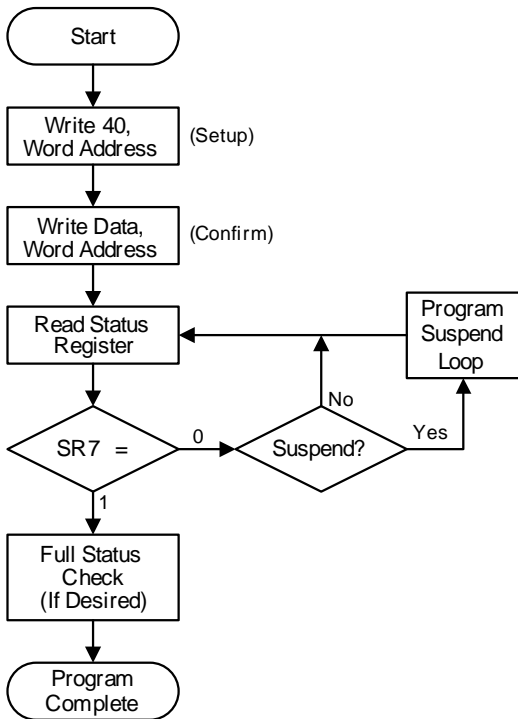 Start
Write 40,
Word Address
(Setup)
Write Data,
Word Address
(Confirm)
Read Status
Register
Program
Suspend
Loop
No
SR7 =
0
Suspend?
Yes
1
Full Status
Check
(If Desired)
Program
Complete